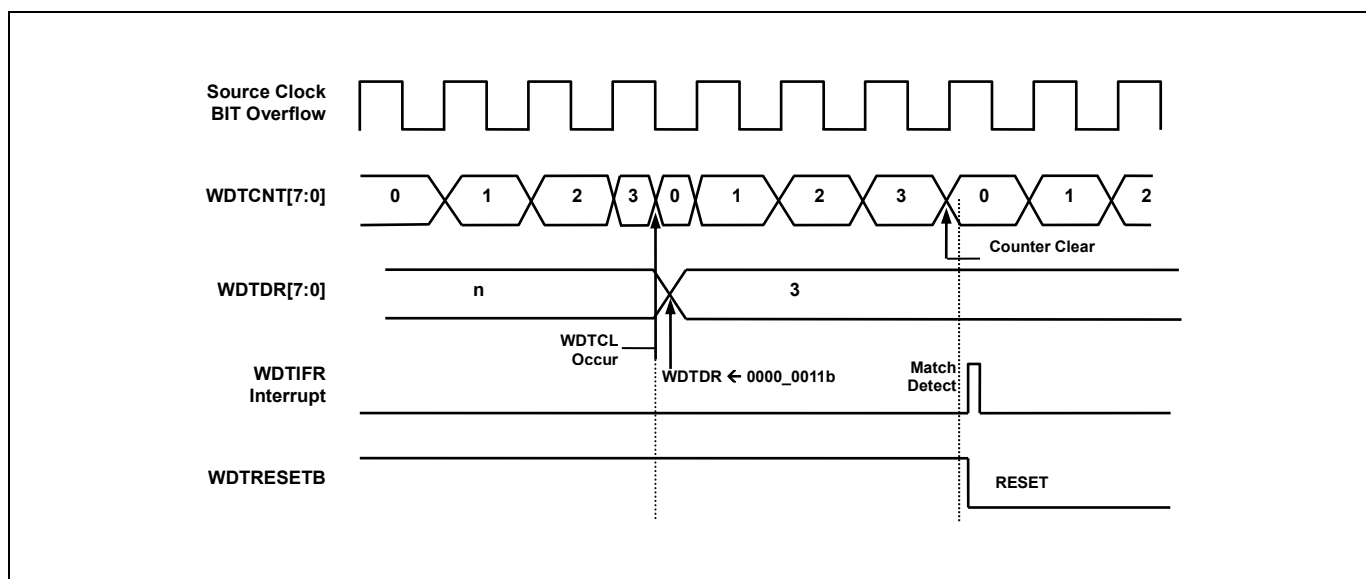 Source Clock
BIT Overflow
WDTCNT[7:0]
0 1 2 3 0 1 2 3 0 1 2
Counter Clear
WDTDR[7:0]
n 3
WDTCL
Occur
WDTDR ← 0000_0011b
WDTIFR
Interrupt
Match
Detect
WDTRESETB
RESET